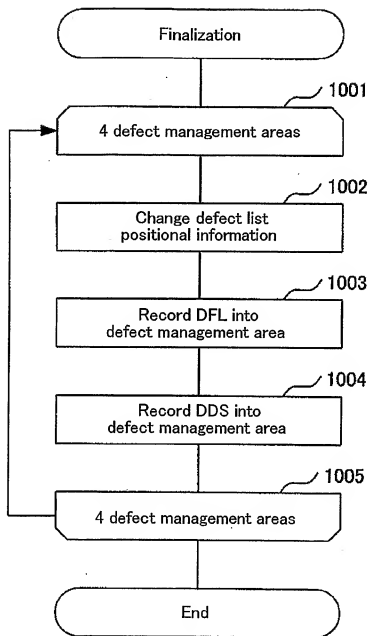 Finalization
1001
4 defect management areas
1002
Change defect list
positional information
1003
Record DFL into
defect management area
1004
Record DDS into
defect management area
1005
4 defect management areas
End